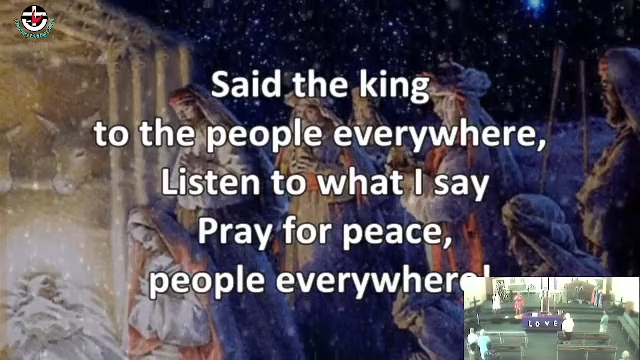 Said the king
to the people everywhere,
Listen to what I say
Pray for peace,
people everywhere!
LOVE